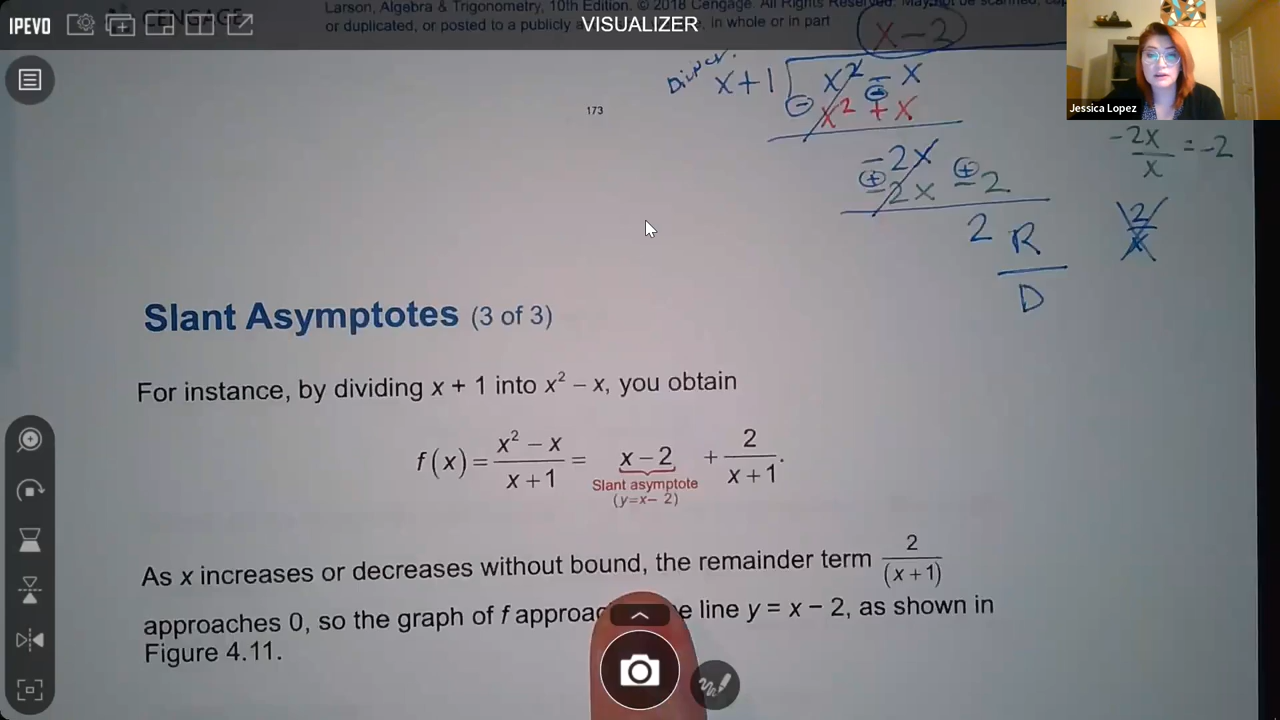 IPEVO
VISUALIZER
CENGAGE
Larson, Algebra & Trigonometry, 10th Edition. © 2018 Cengage. All Rights Reserved. May not be scanned,
or duplicated, or posted to a publicly in whole or in part
x-2
Jessica Lopez
x+1 x² - x
⊖ x² ⊖+ x
-2x
⊕-2x ⊕-2
2 R
D
-2x/x = -2
2/x
173
Slant Asymptotes (3 of 3)
For instance, by dividing x + 1 into x² – x, you obtain
f(x) = (x² – x)/(x+1) = x – 2 + 2/(x+1).
Slant asymptote
(y=x– 2)
As x increases or decreases without bound, the remainder term 2/(x+1)
approaches 0, so the graph of f approac e line y = x – 2, as shown in
Figure 4.11.